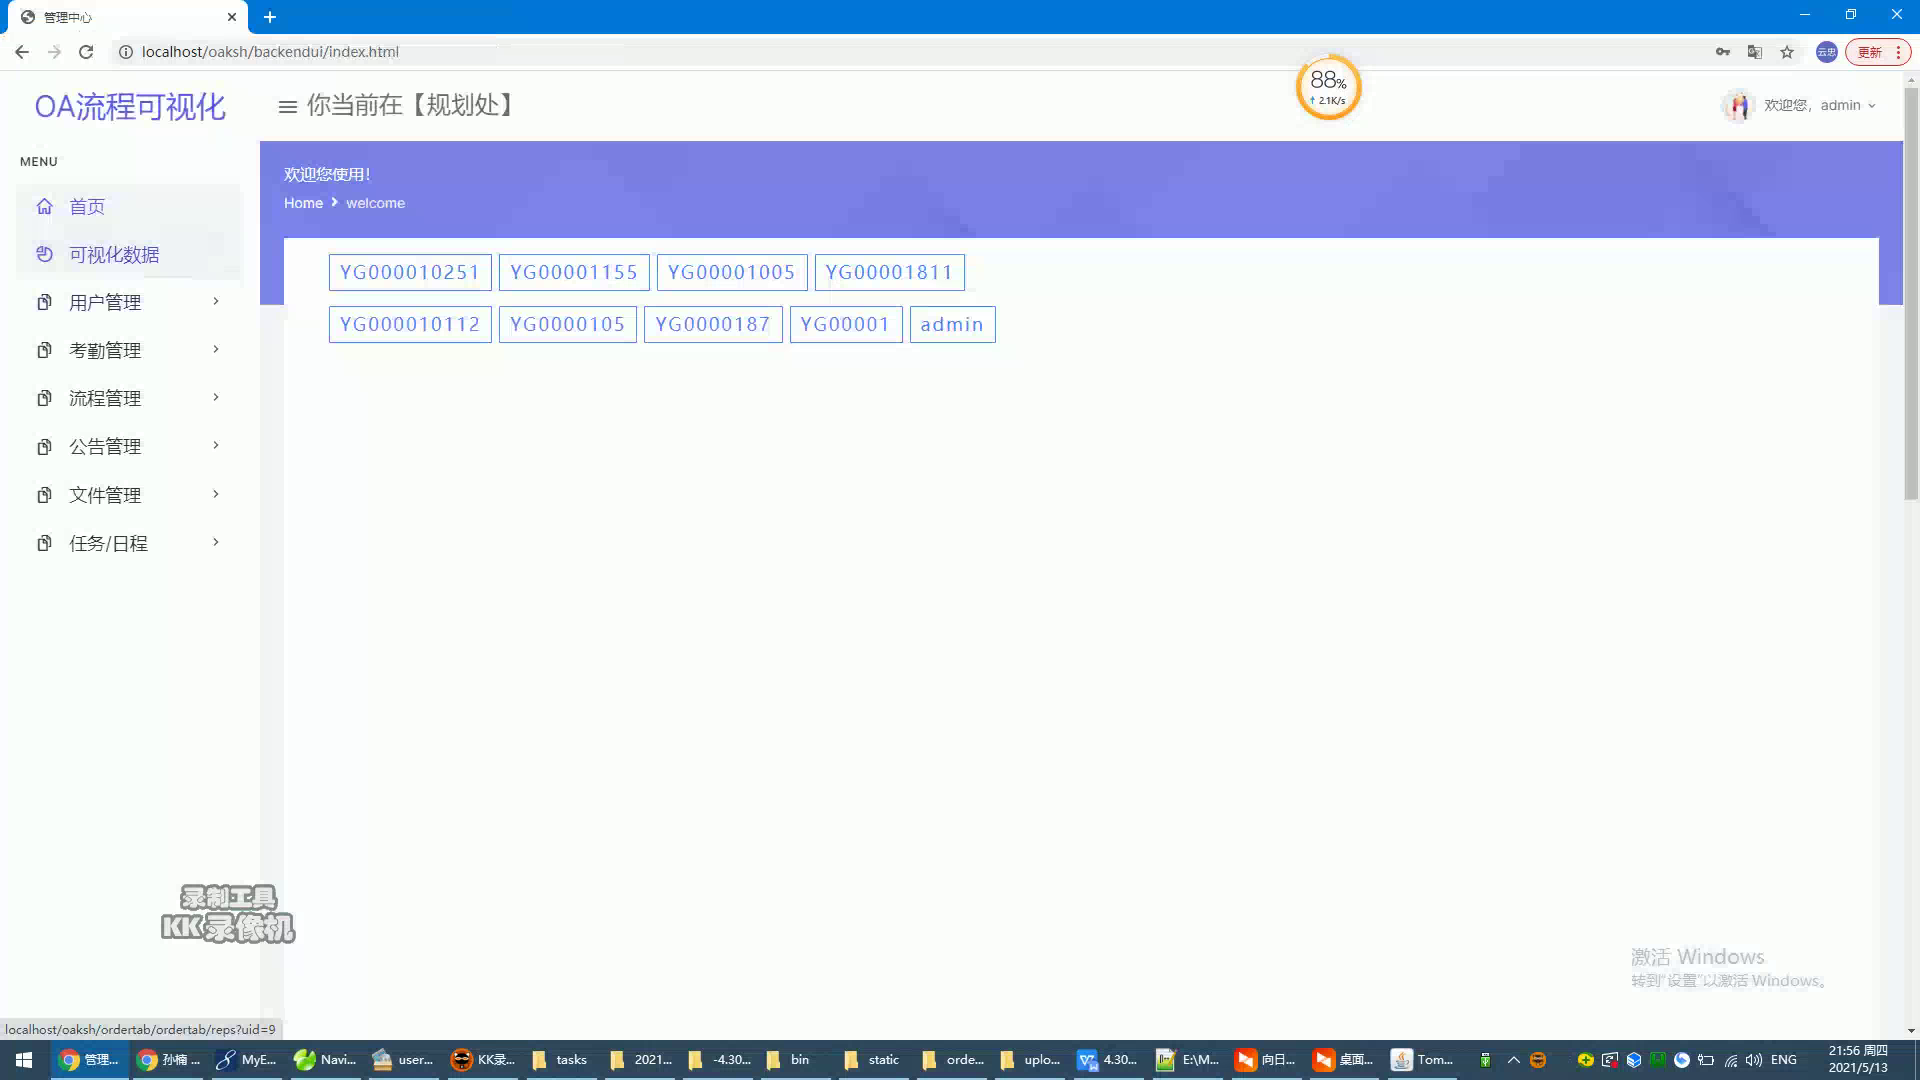 管理中心
localhost/oaksh/backendui/index.html
更新
88%
↑ 2.1K/s
OA流程可视化
你当前在【规划处】
欢迎您，admin
MENU
首页
可视化数据
用户管理
考勤管理
流程管理
公告管理
文件管理
任务/日程
欢迎您使用!
Home welcome
YG000010251 YG00001155 YG00001005 YG00001811
YG000010112 YG0000105 YG0000187 YG00001 admin
录制工具
KK录像机
激活 Windows
转到"设置"以激活 Windows。
localhost/oaksh/ordertab/ordertab/reps?uid=9
管理... 孙楠 ... MyE... Navi... user... KK录... tasks 2021... -4.30... bin static orde... uplo... 4.30... E:\M... 向日... 桌面... Tom... ENG
21:56 周四
2021/5/13